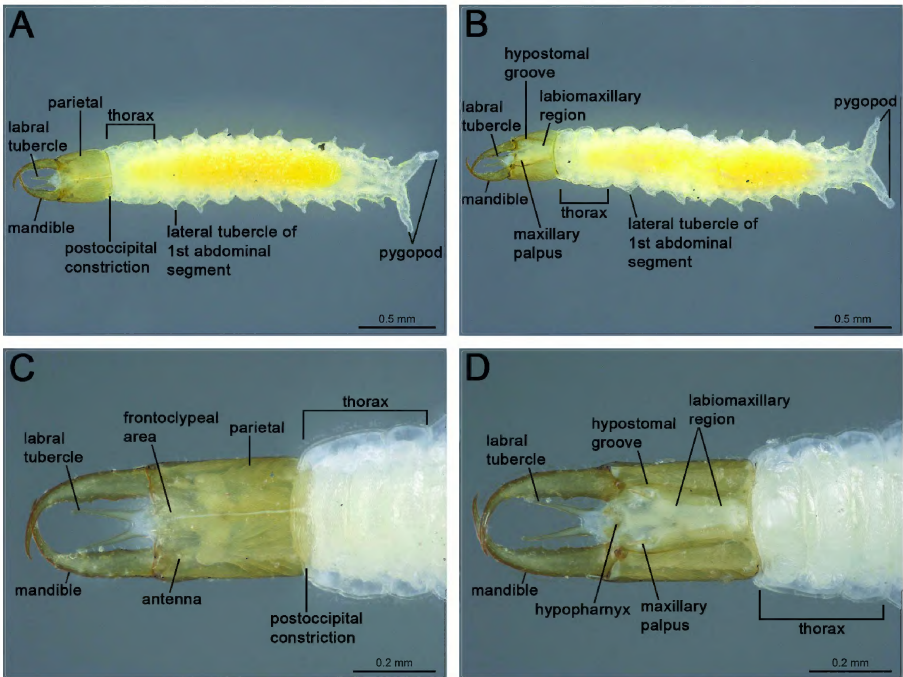 A
parietal
thorax
labral
tubercle
mandible
postoccipital
constriction
lateral tubercle of
1st abdominal
segment
pygopod
0.5 mm
B
hypostomal
groove
labral
tubercle
labiomaxillary
region
pygopod
mandible
thorax
maxillary
palpus
lateral tubercle of
1st abdominal
segment
0.5 mm
C
thorax
frontoclypeal
area
parietal
labral
tubercle
mandible
antenna
postoccipital
constriction
0.2 mm
D
labiomaxillary
region
hypostomal
groove
labral
tubercle
mandible
hypopharnyx
maxillary
palpus
thorax
0.2 mm